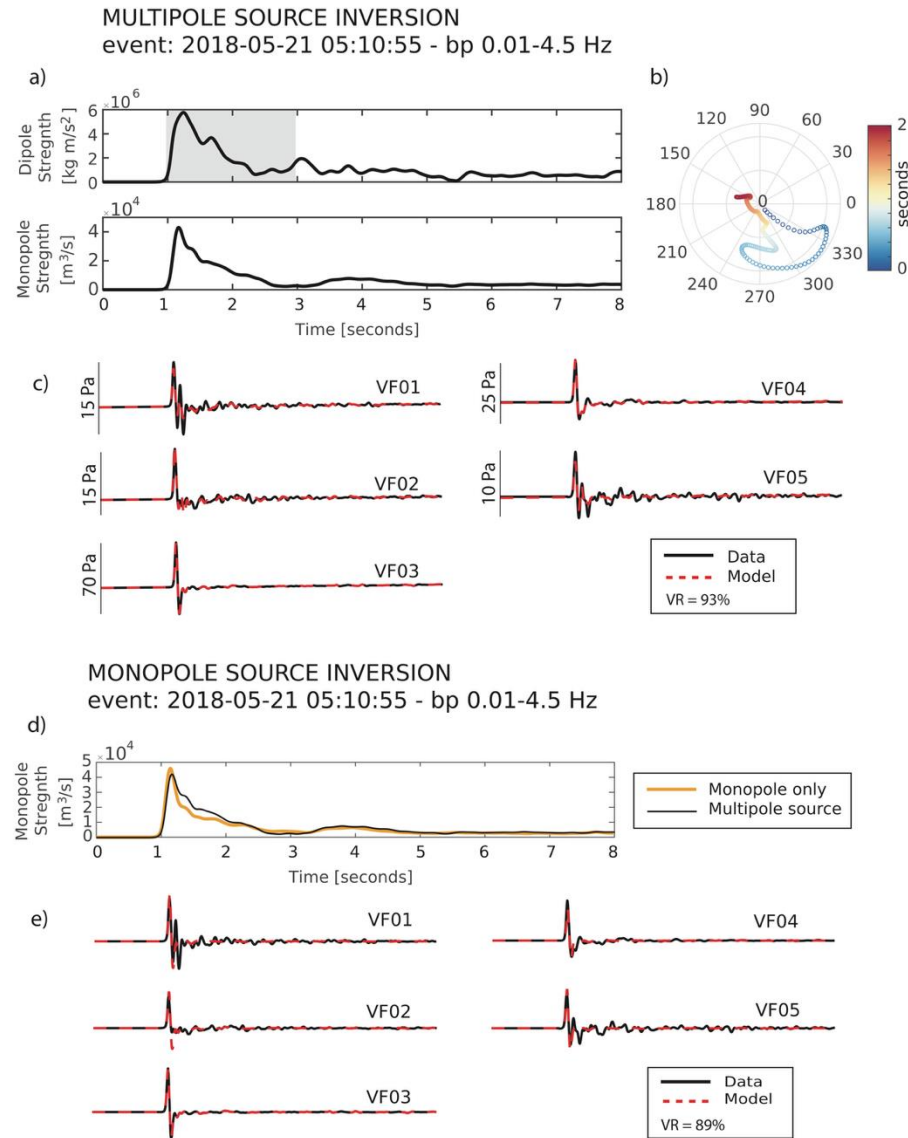 MULTIPOLE SOURCE INVERSION
event: 2018-05-21 05:10:55 - bp 0.01-4.5 Hz
a)
×10⁶
6
4
2
0
Dipole
Stregnth
[kg m/s²]
×10⁴
4
2
0
Monopole
Stregnth
[m³/s]
0 1 2 3 4 5 6 7 8
Time [seconds]
b)
90
120 60
150 30
180 0 0
210 330
240 300
270
2
seconds
0
c)
15 Pa
VF01
15 Pa
VF02
70 Pa
VF03
25 Pa
VF04
10 Pa
VF05
Data
Model
VR = 93%
MONOPOLE SOURCE INVERSION
event: 2018-05-21 05:10:55 - bp 0.01-4.5 Hz
d)
×10⁴
5
4
3
2
1
0
Monopole
Stregnth
[m³/s]
0 1 2 3 4 5 6 7 8
Time [seconds]
Monopole only
Multipole source
e)
VF01
VF02
VF03
VF04
VF05
Data
Model
VR = 89%